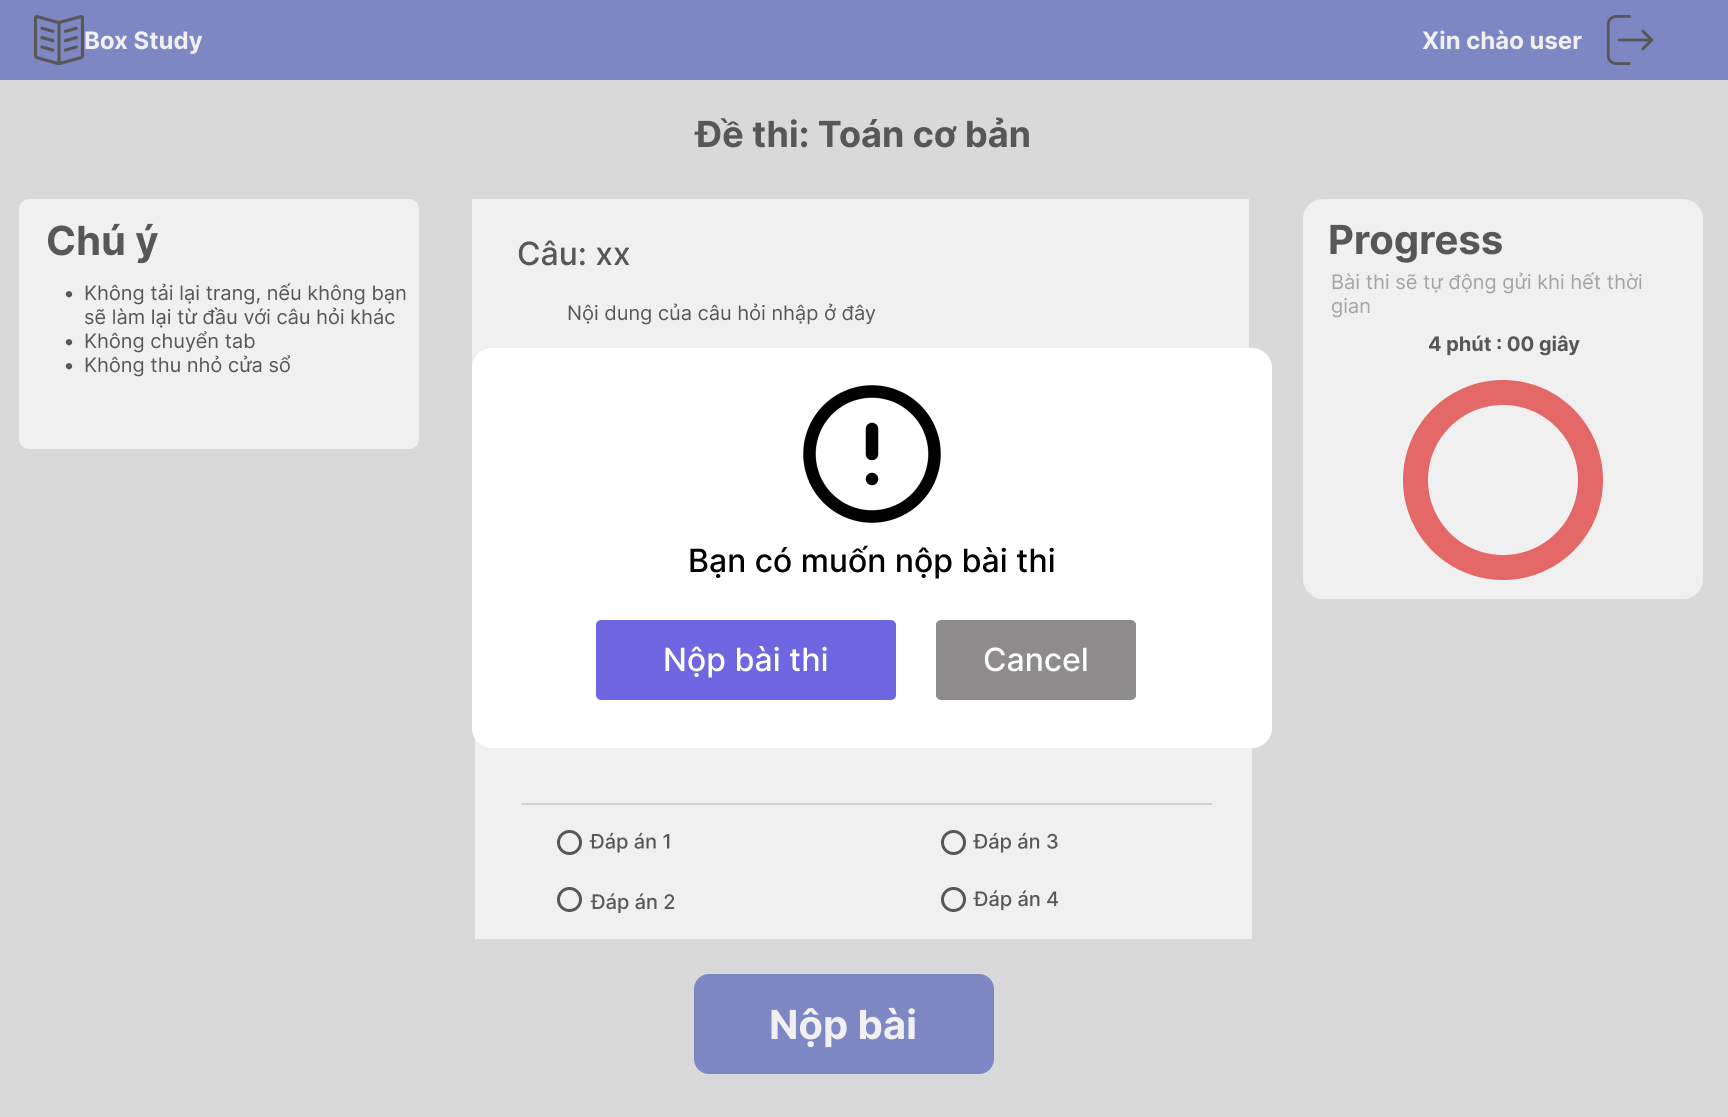 Box Study
Xin chào user
Đề thi: Toán cơ bản
Chú ý
• Không tải lại trang, nếu không bạn
sẽ làm lại từ đầu với câu hỏi khác
• Không chuyển tab
• Không thu nhỏ cửa sổ
Câu: xx
Nội dung của câu hỏi nhập ở đây
Progress
Bài thi sẽ tự động gửi khi hết thời
gian
4 phút : 00 giây
Bạn có muốn nộp bài thi
Nộp bài thi
Cancel
Đáp án 1
Đáp án 3
Đáp án 2
Đáp án 4
Nộp bài